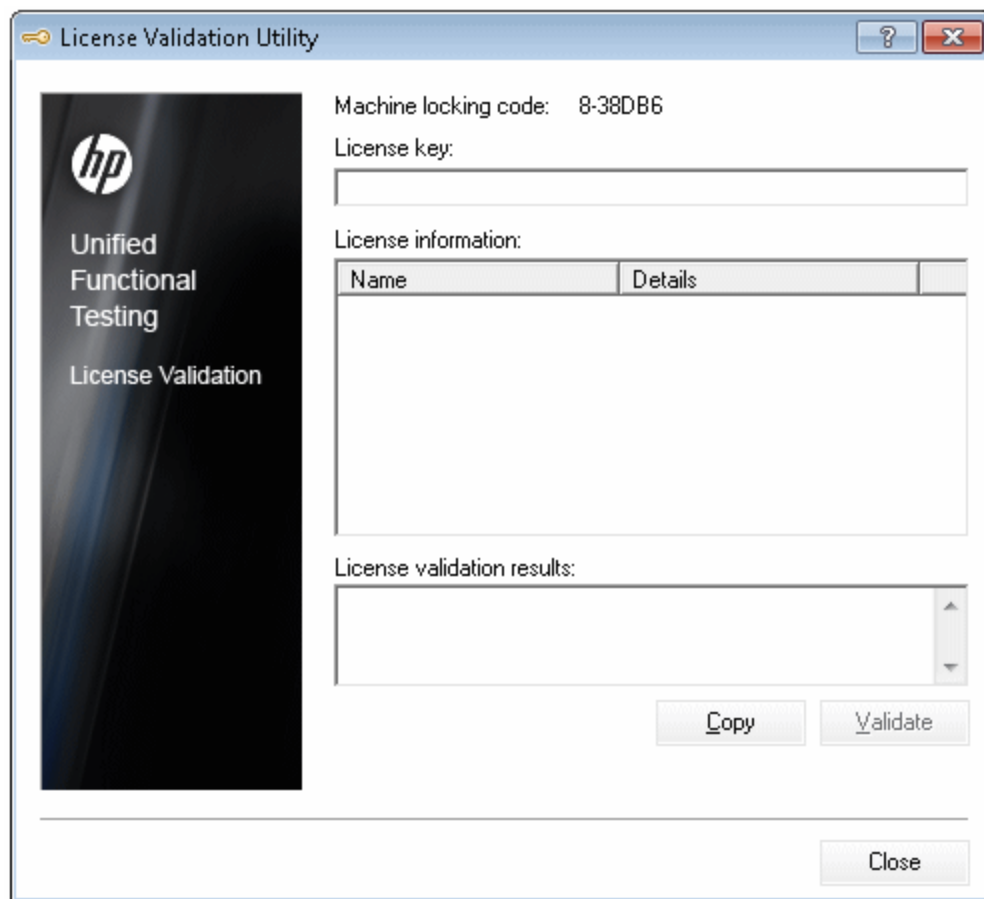 License Validation Utility
?
hp
Unified
Functional
Testing
License Validation
Machine locking code: 8-38DB6
License key:
License information:
Name Details
License validation results:
Copy Validate
Close